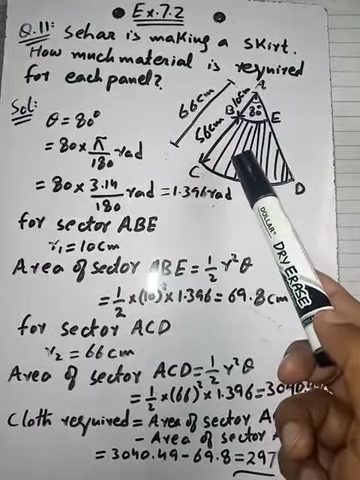 Ex.7.2
Q.11: Sehar is making a skirt.
How much material is required
for each panel?
Sol:
θ = 80°
= 80 × π/180 rad
= 80 × 3.14/180 rad = 1.396 rad
66cm
10cm
56cm
A
80°
B
E
C
D
for sector ABE
r₁ = 10cm
Area of sector ABE = 1/2 r²θ
= 1/2 × (10)² × 1.396 = 69.8cm
for sector ACD
r₂ = 66cm
Area of sector ACD = 1/2 r²θ
= 1/2 × (66)² × 1.396 =
Cloth required = Area of sector
- Area of sector
= 3040.49 - 69.8 = 297
DOLLAR
DRY ERASE